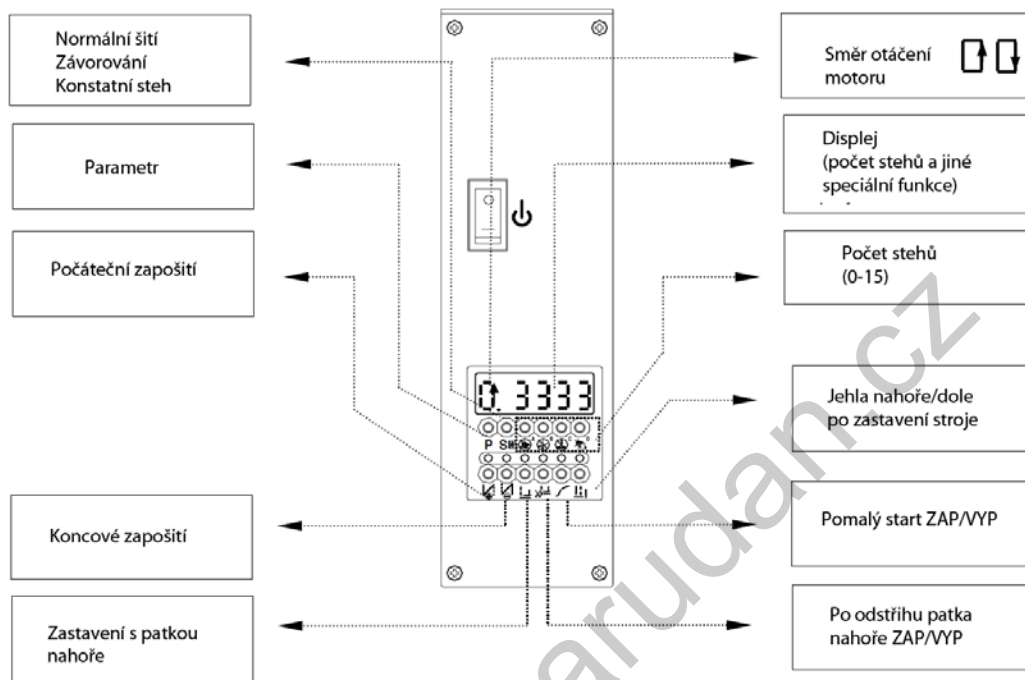 Normální šití
Závorování
Konstatní steh
Parametr
Počáteční zapošití
Koncové zapošití
Zastavení s patkou
nahoře
0. 3333
P
Směr otáčení
motoru
Displej
(počet stehů a jiné
speciální funkce)
Počet stehů
(0-15)
Jehla nahoře/dole
po zastavení stroje
Pomalý start ZAP/VYP
Po odstřihu patka
nahoře ZAP/VYP
arudan.cz